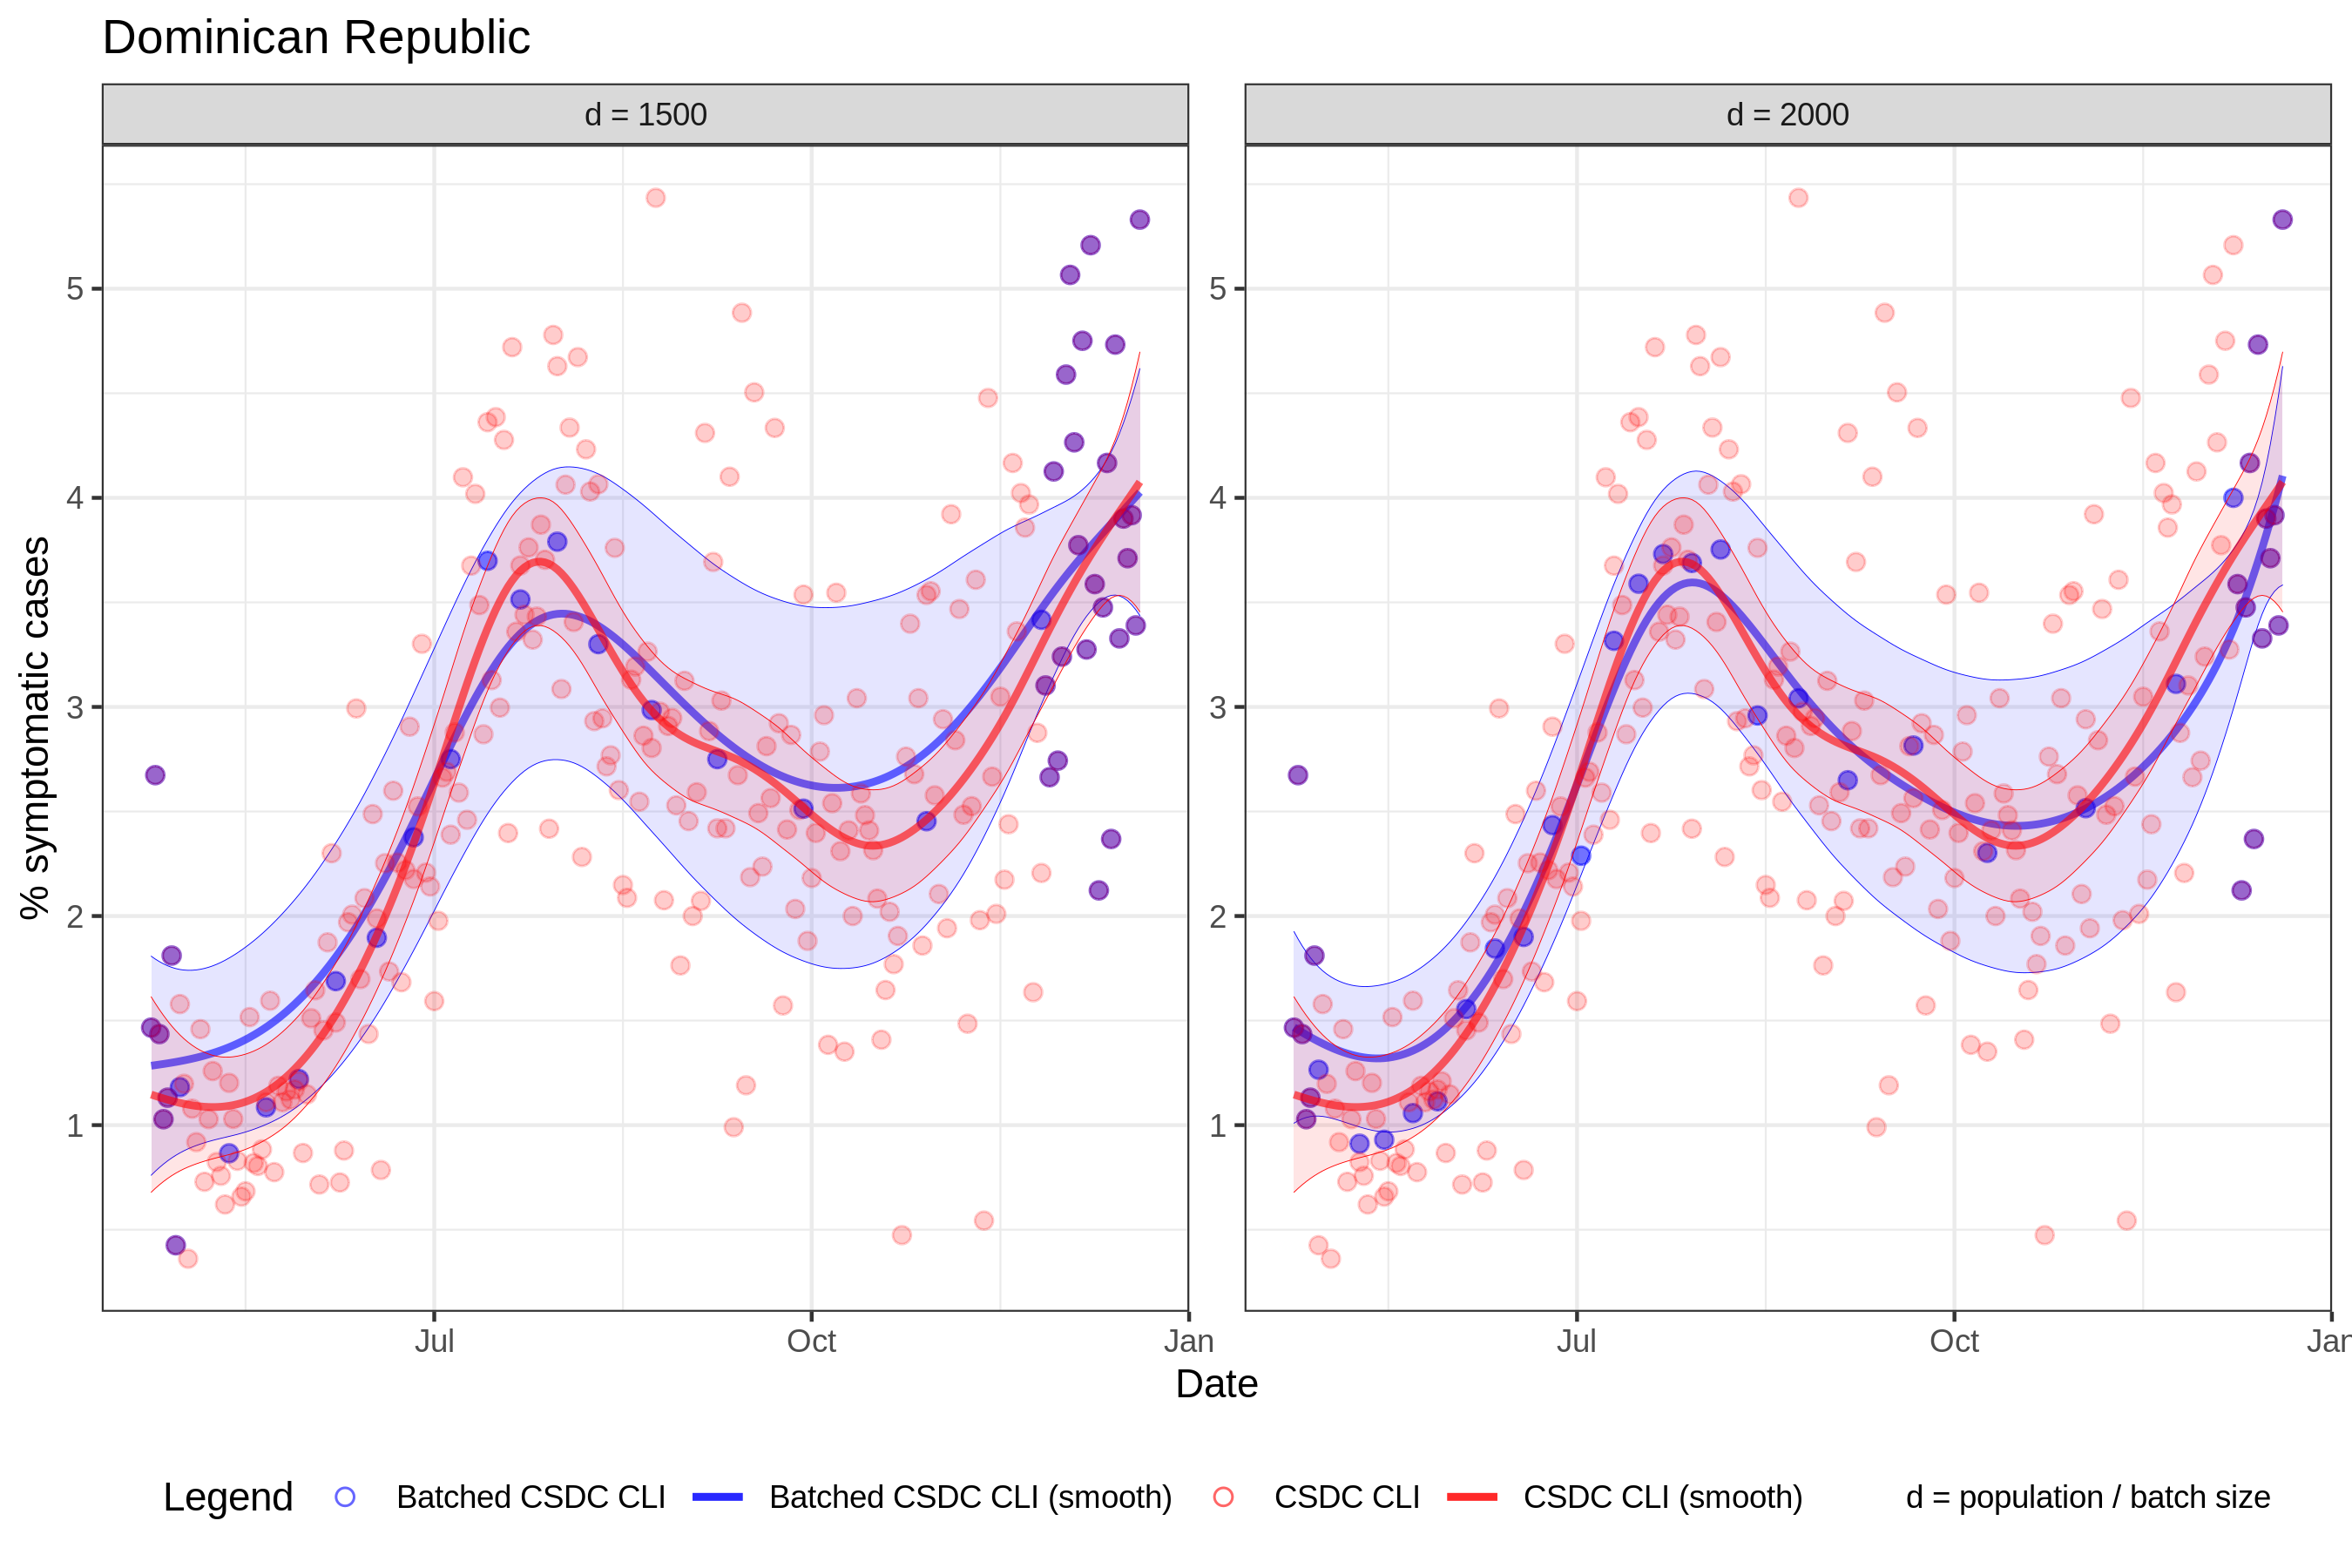 Dominican Republic
d = 1500
d = 2000
% symptomatic cases
5
4
3
2
1
5
4
3
2
1
Jul
Oct
Jan
Jul
Oct
Jan
Date
Legend
Batched CSDC CLI
Batched CSDC CLI (smooth)
CSDC CLI
CSDC CLI (smooth)
d = population / batch size